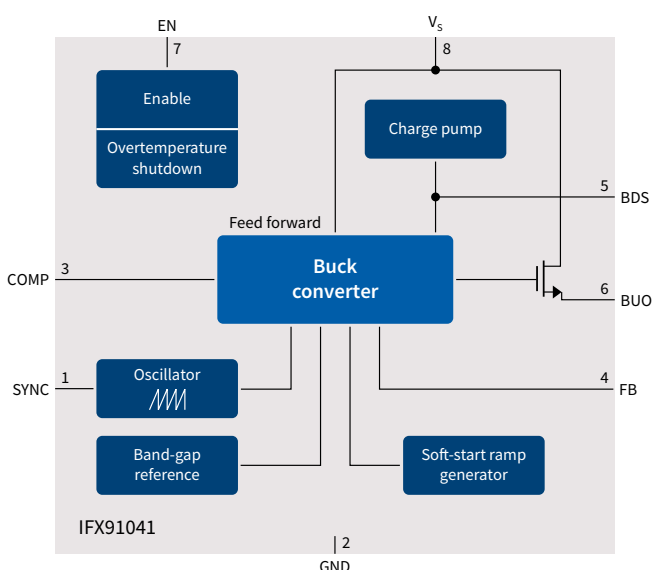 EN
7
Vs
8
Enable
Overtemperature
shutdown
Charge pump
5
BDS
Feed forward
Buck
converter
COMP
3
6
BUO
SYNC
1
Oscillator
4
FB
Band-gap
reference
Soft-start ramp
generator
IFX91041
2
GND